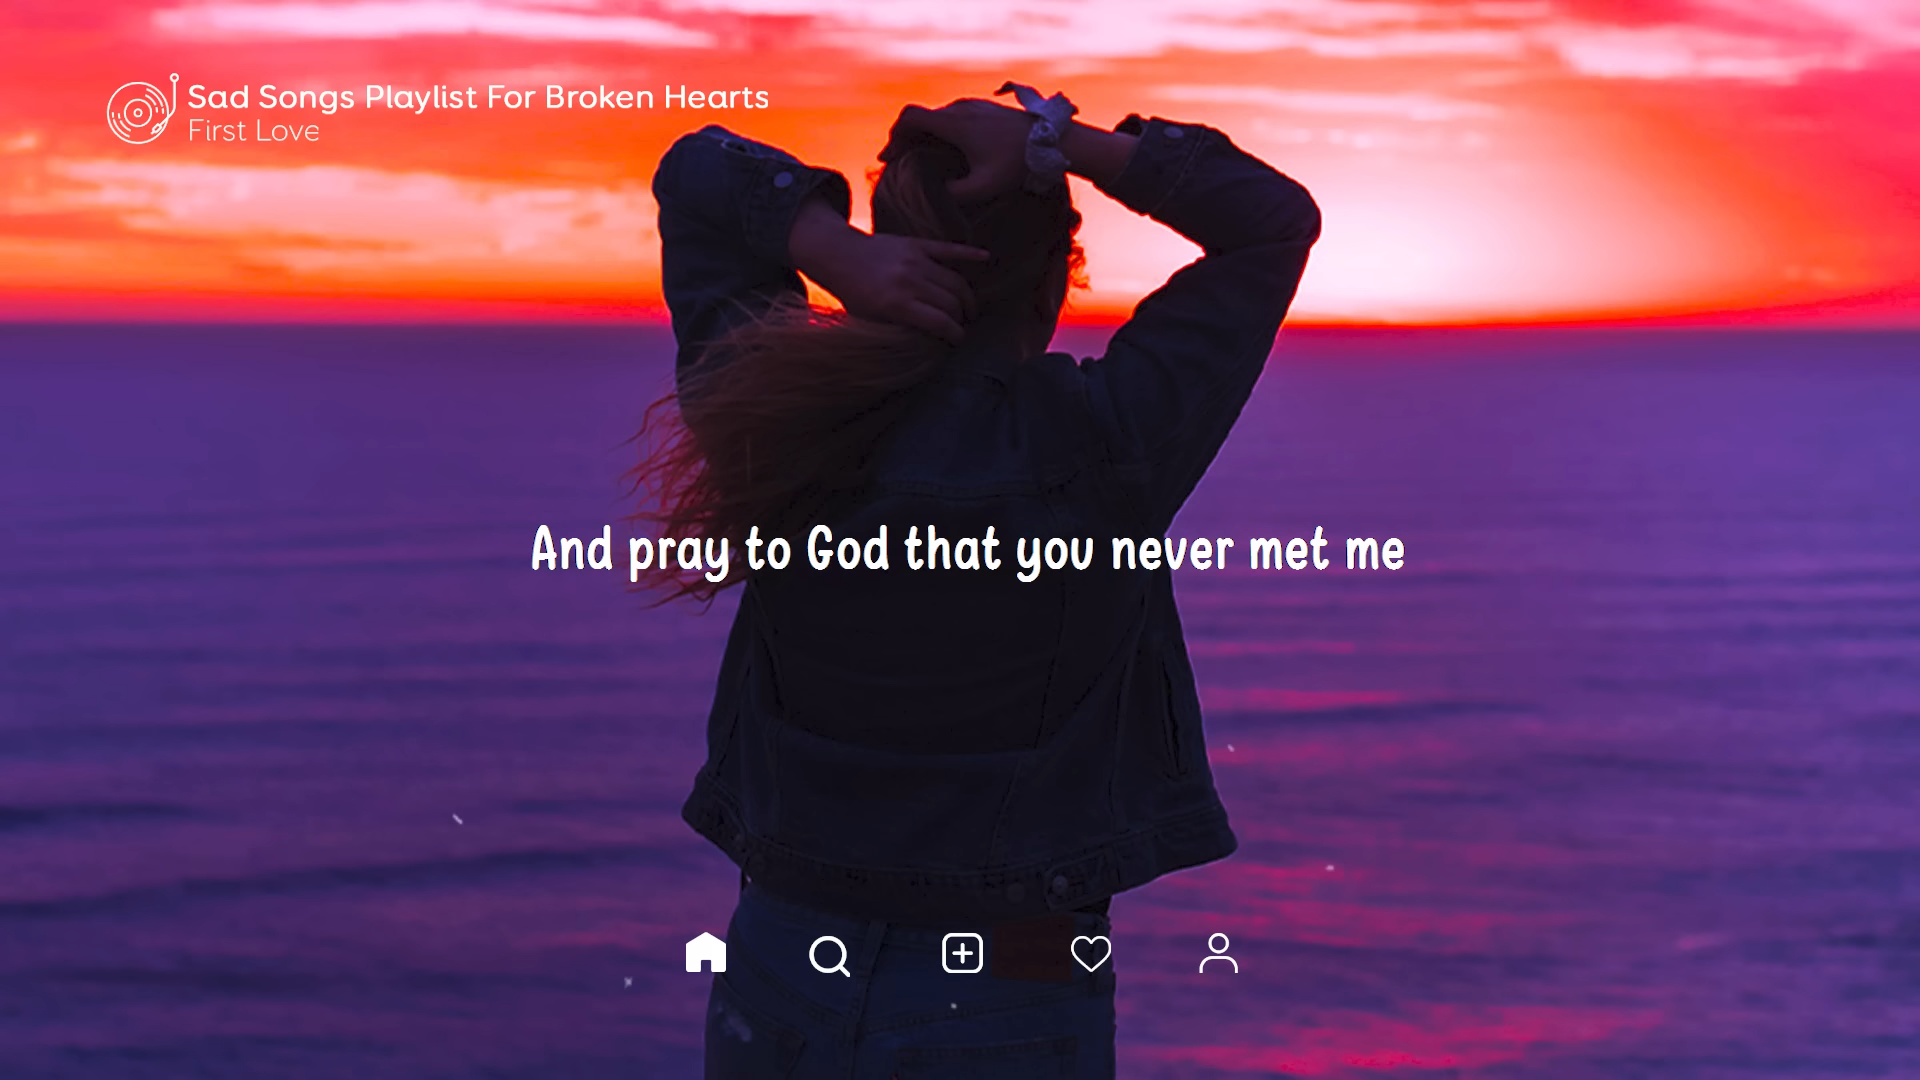 Sad Songs Playlist For Broken Hearts
First Love
And pray to God that you never met me